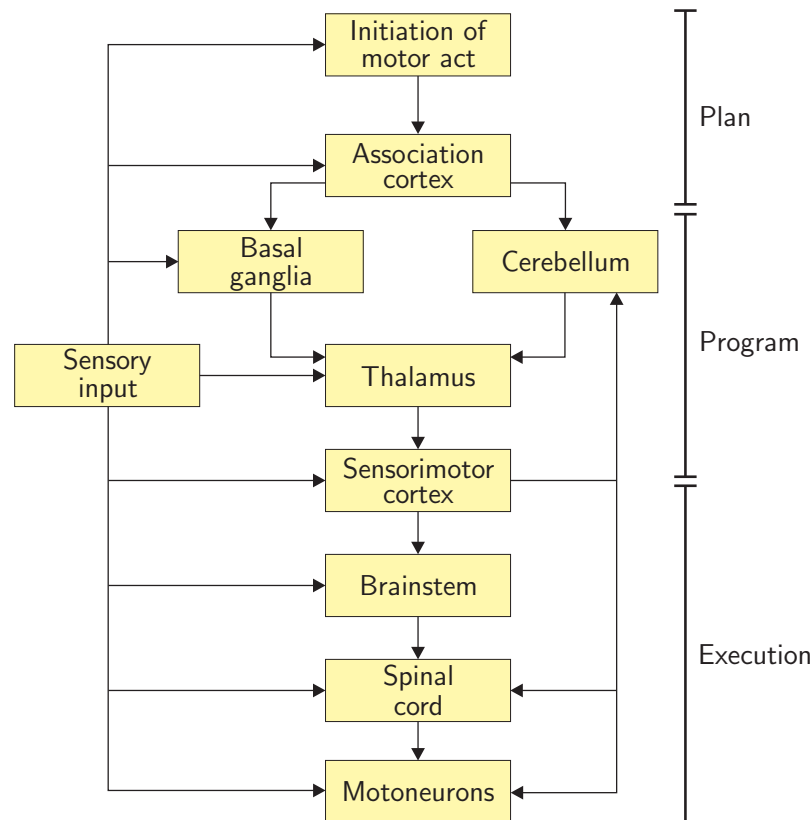 Initiation of
motor act
Plan
Association
cortex
Basal
ganglia
Cerebellum
Program
Sensory
input
Thalamus
Sensorimotor
cortex
Brainstem
Execution
Spinal
cord
Motoneurons